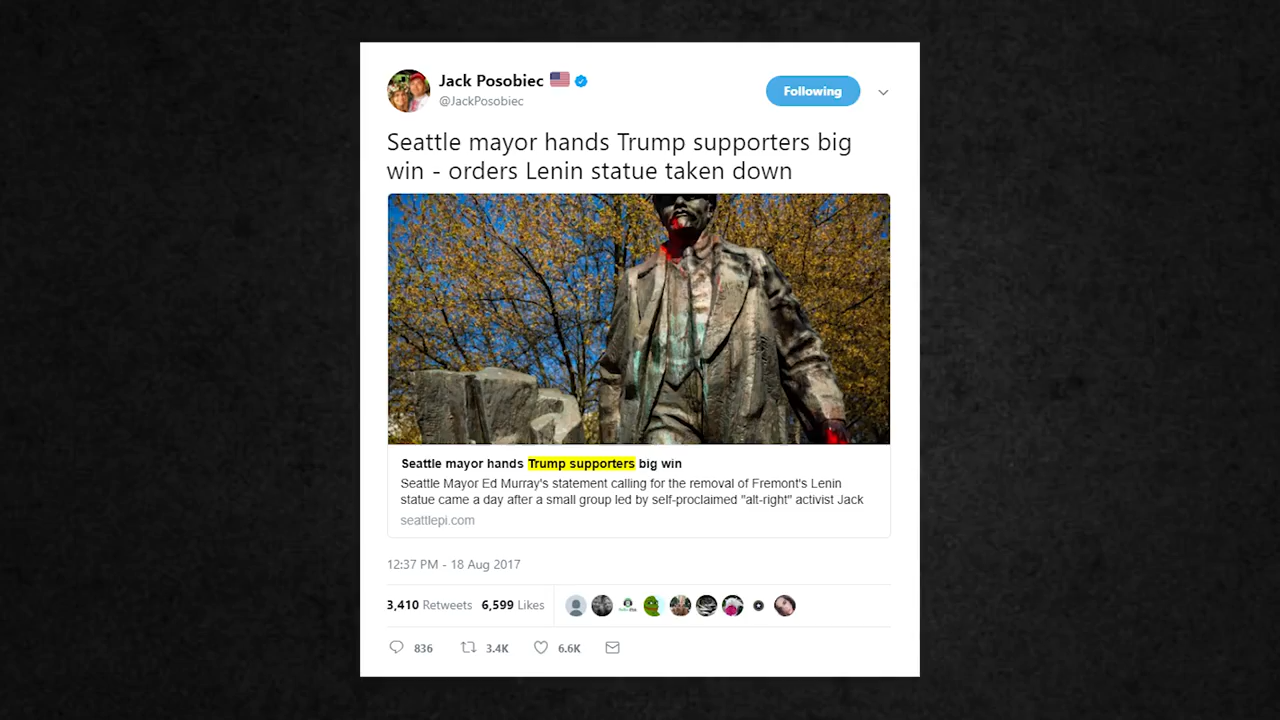 Jack Posobiec
@JackPosobiec
Following
Seattle mayor hands Trump supporters big
win - orders Lenin statue taken down
Seattle mayor hands Trump supporters big win
Seattle Mayor Ed Murray's statement calling for the removal of Fremont's Lenin
statue came a day after a small group led by self-proclaimed "alt-right" activist Jack
seattlepi.com
12:37 PM - 18 Aug 2017
3,410 Retweets 6,599 Likes
836 3.4K 6.6K